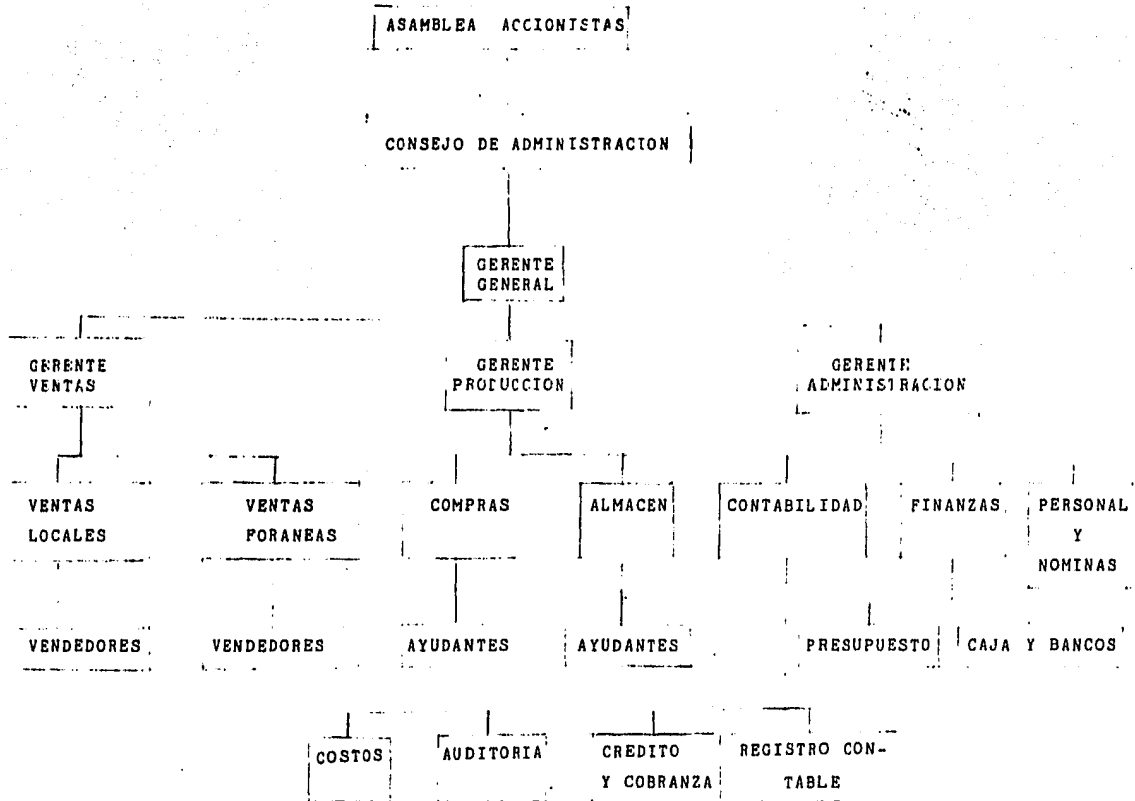 ASAMBLEA ACCIONISTAS
CONSEJO DE ADMINISTRACION
GERENTE
GENERAL
GERENTE
VENTAS
GERENTE
PRODUCCION
GERENTE
ADMINISTRACION
VENTAS
LOCALES
VENTAS
FORANEAS
COMPRAS
ALMACEN
CONTABILIDAD
FINANZAS
PERSONAL
Y
NOMINAS
VENDEDORES
VENDEDORES
AYUDANTES
AYUDANTES
PRESUPUESTO
CAJA Y BANCOS
COSTOS
AUDITORIA
CREDITO
Y COBRANZA
REGISTRO CON-
TABLE